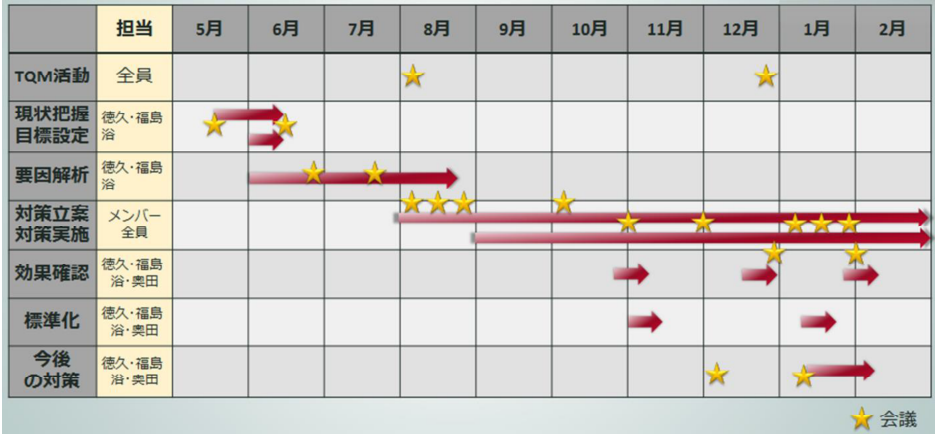 担当 5月 6月 7月 8月 9月 10月 11月 12月 1月 2月
TQM活動 全員
現状把握 徳久・福島
目標設定 浴
要因解析 徳久・福島
浴
対策立案 メンバー
対策実施 全員
効果確認 徳久・福島
浴・奥田
標準化 徳久・福島
浴・奥田
今後 徳久・福島
の対策 浴・奥田
会議